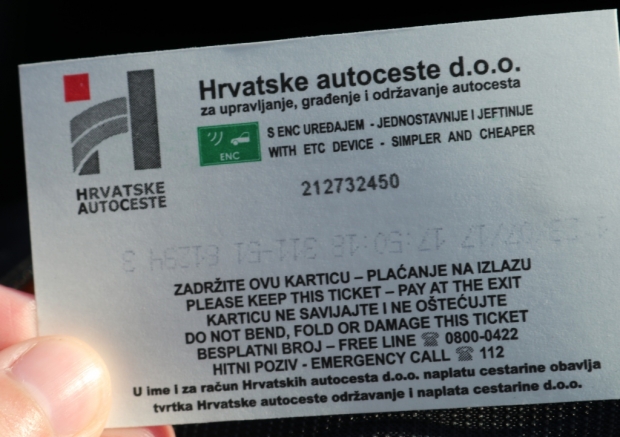 Hrvatske autoceste d.o.o.
za upravljanje, građenje i održavanje autocesta
S ENC UREĐAJEM - JEDNOSTAVNIJE I JEFTINIJE
WITH ETC DEVICE - SIMPLER AND CHEAPER
ENC
HRVATSKE
AUTOCESTE
212732450
ZADRŽITE OVU KARTICU – PLAĆANJE NA IZLAZU
PLEASE KEEP THIS TICKET – PAY AT THE EXIT
KARTICU NE SAVIJAJTE I NE OŠTEĆUJTE
DO NOT BEND, FOLD OR DAMAGE THIS TICKET
BESPLATNI BROJ – FREE LINE ☎ 0800-0422
HITNI POZIV - EMERGENCY CALL ☎ 112
U ime i za račun Hrvatskih autocesta d.o.o. naplatu cestarine obavlja
tvrtka Hrvatske autoceste održavanje i naplata cestarine d.o.o.